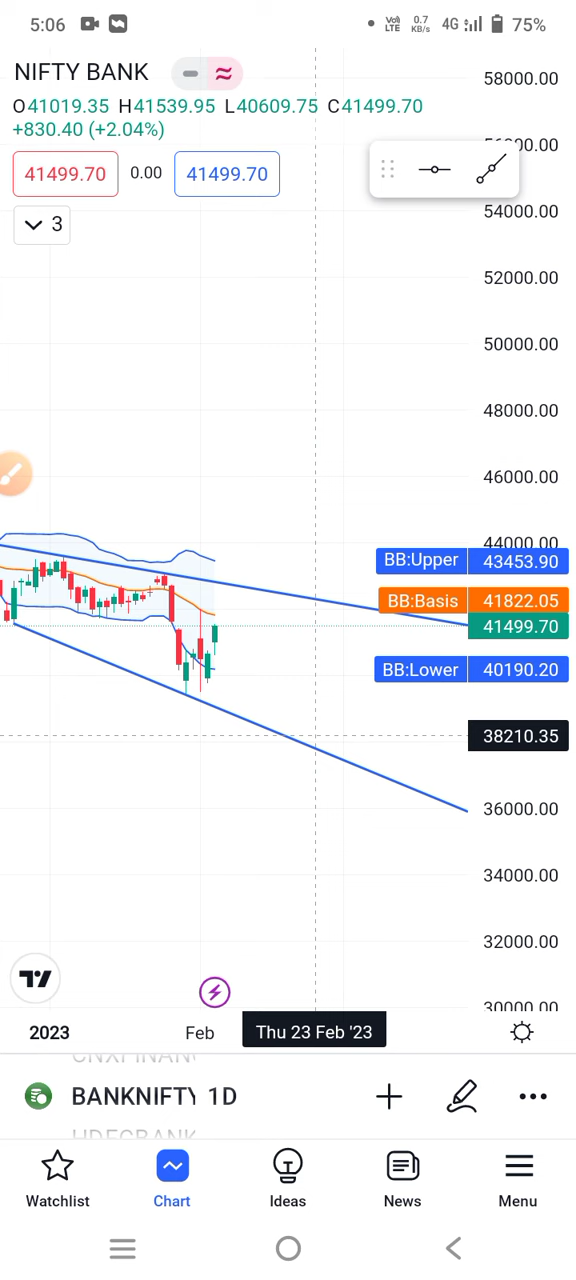 5:06 Vo) LTE 0.7 KB/s 4G 75%
NIFTY BANK
O41019.35 H41539.95 L40609.75 C41499.70
+830.40 (+2.04%)
41499.70 0.00 41499.70
3
58000.00
54000.00
52000.00
50000.00
48000.00
46000.00
44000.00
BB:Upper 43453.90
BB:Basis 41822.05
41499.70
BB:Lower 40190.20
38210.35
36000.00
34000.00
32000.00
30000.00
2023 Feb Thu 23 Feb '23
BANKNIFTY 1D
Watchlist Chart Ideas News Menu